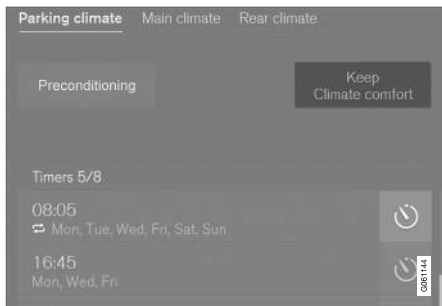 Parking climate Main climate Rear climate
Preconditioning
Keep
Climate comfort
Timers 5/8
08:05
Mon, Tue, Wed, Fri, Sat, Sun
16:45
Mon, Wed, Fri
G061144